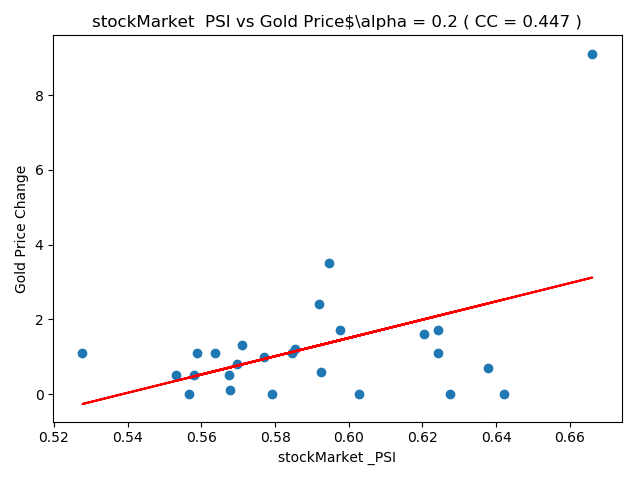 stockMarket  PSI vs Gold Price$\alpha = 0.2 ( CC = 0.447 )
8
6
4
2
0
Gold Price Change
0.52 0.54 0.56 0.58 0.60 0.62 0.64 0.66
stockMarket _PSI